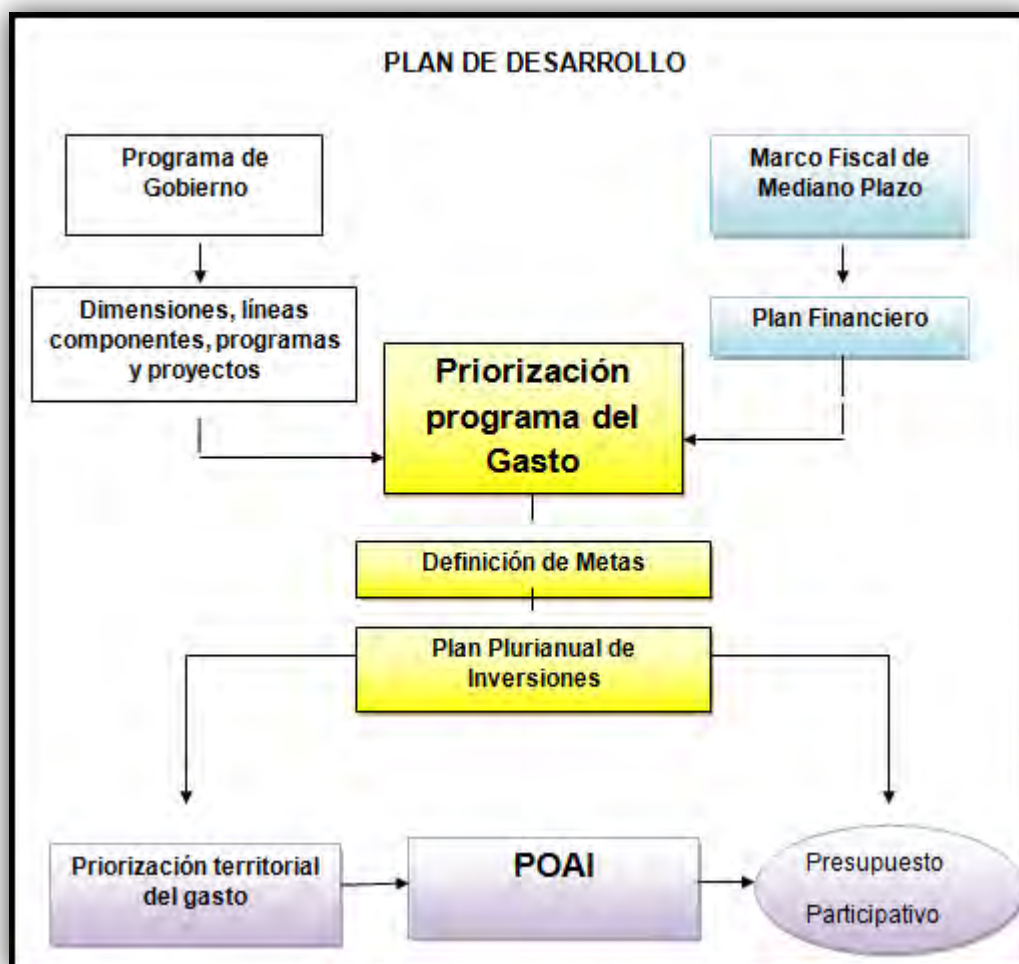 PLAN DE DESARROLLO
Programa de
Gobierno
Marco Fiscal de
Mediano Plazo
Dimensiones, líneas
componentes, programas
y proyectos
Plan Financiero
Priorización
programa del
Gasto
Definición de Metas
Plan Plurianual de
Inversiones
Priorización territorial
del gasto
POAI
Presupuesto
Participativo